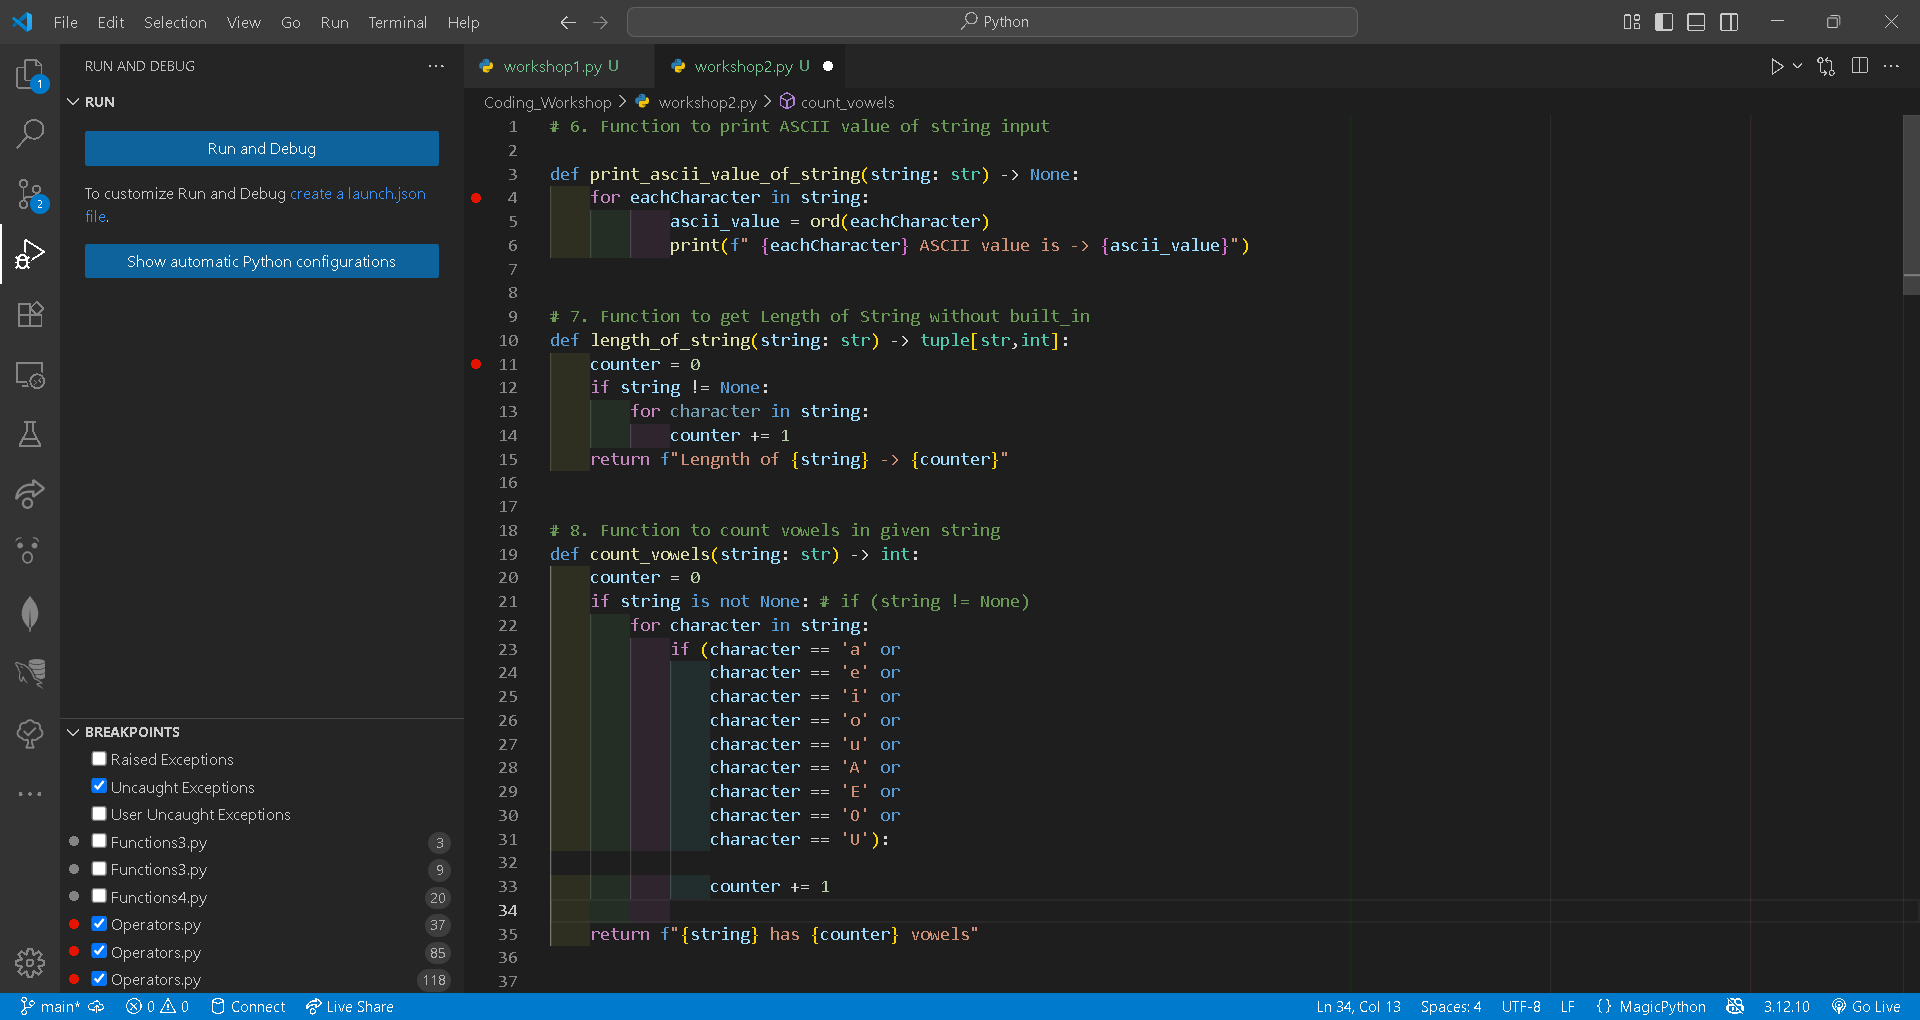 File Edit Selection View Go Run Terminal Help
Python
RUN AND DEBUG
RUN
Run and Debug
To customize Run and Debug create a launch.json
file.
Show automatic Python configurations
BREAKPOINTS
Raised Exceptions
Uncaught Exceptions
User Uncaught Exceptions
Functions3.py 3
Functions3.py 9
Functions4.py 20
Operators.py 37
Operators.py 85
Operators.py 118
1
2
workshop1.py U
workshop2.py U
Coding_Workshop > workshop2.py > count_vowels
1 # 6. Function to print ASCII value of string input
2
3 def print_ascii_value_of_string(string: str) -> None:
4 for eachCharacter in string:
5 ascii_value = ord(eachCharacter)
6 print(f" {eachCharacter} ASCII value is -> {ascii_value}")
7
8
9 # 7. Function to get Length of String without built_in
10 def length_of_string(string: str) -> tuple[str,int]:
11 counter = 0
12 if string != None:
13 for character in string:
14 counter += 1
15 return f"Lengnth of {string} -> {counter}"
16
17
18 # 8. Function to count vowels in given string
19 def count_vowels(string: str) -> int:
20 counter = 0
21 if string is not None: # if (string != None)
22 for character in string:
23 if (character == 'a' or
24 character == 'e' or
25 character == 'i' or
26 character == 'o' or
27 character == 'u' or
28 character == 'A' or
29 character == 'E' or
30 character == 'O' or
31 character == 'U'):
32
33 counter += 1
34
35 return f"{string} has {counter} vowels"
36
37
main* 0 0 Connect Live Share
Ln 34, Col 13 Spaces: 4 UTF-8 LF {} MagicPython 3.12.10 Go Live